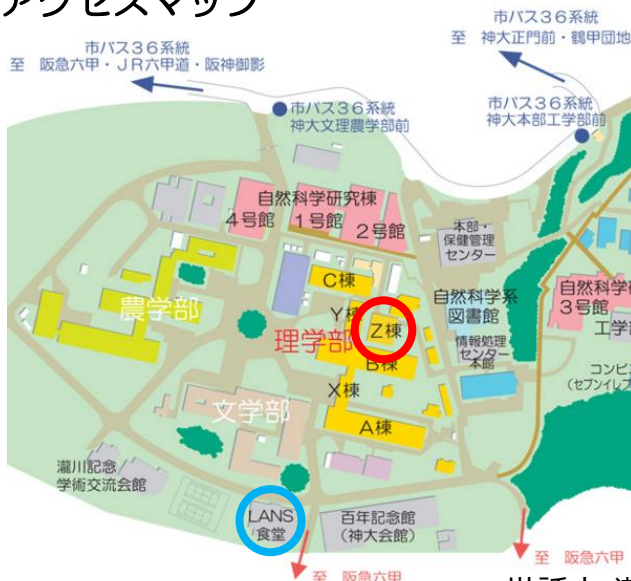 アクセスマップ
市バス36系統
至 神大正門前・鶴甲団地
市バス36系統
至 阪急六甲・JR六甲道・阪神御影
市バス36系統
神大文理農学部前
市バス36系統
神大本部工学部前
自然科学研究棟
4号館
1号館
2号館
本部・
保健管理
センター
C棟
Y棟
Z棟
自然科学系
図書館
自然科学
3号館
工学
農学部
理学部
B棟
情報処理
センター
本館
コンビ
(セブンイレブ
X棟
文学部
A棟
瀧川記念
学術交流会館
LANS
食堂
百年記念館
(神大会館)
至 阪急六甲
至 阪急六甲